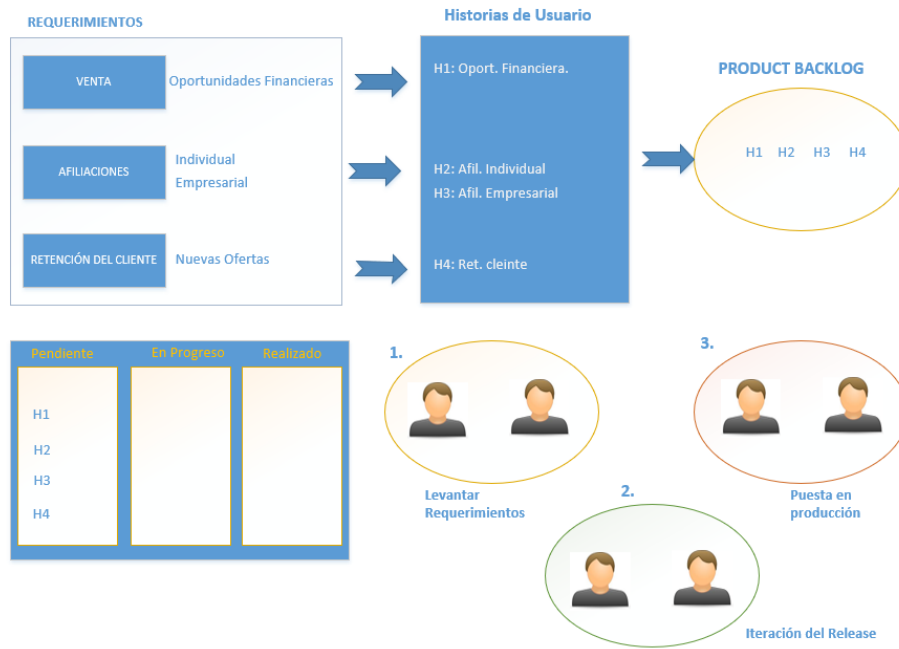 REQUERIMIENTOS
VENTA
Oportunidades Financieras
AFILIACIONES
Individual
Empresarial
RETENCIÓN DEL CLIENTE
Nuevas Ofertas
Historias de Usuario
H1: Oport. Financiera.
H2: Afil. Individual
H3: Afil. Empresarial
H4: Ret. cleinte
PRODUCT BACKLOG
H1 H2 H3 H4
Pendiente
En Progreso
Realizado
H1
H2
H3
H4
1.
Levantar
Requerimientos
2.
Iteración del Release
3.
Puesta en
producción